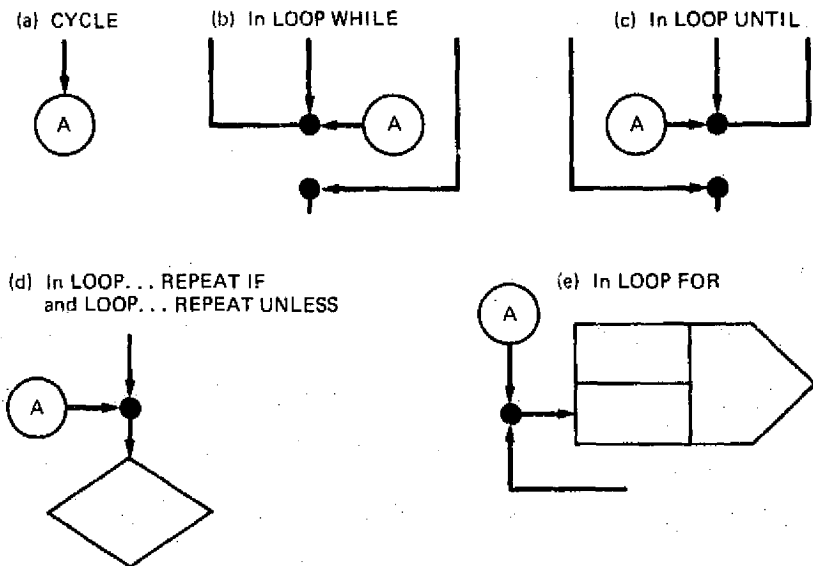 (a) CYCLE
(b) In LOOP WHILE
(c) In LOOP UNTIL
A
A
A
(d) In LOOP... REPEAT IF
and LOOP... REPEAT UNLESS
(e) In LOOP FOR
A
A